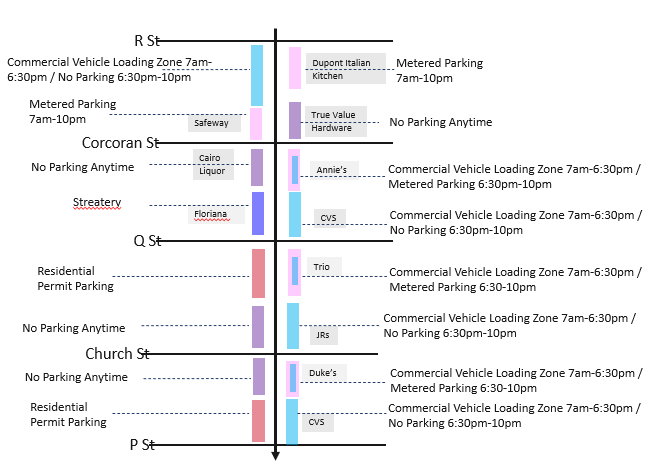 R St
Commercial Vehicle Loading Zone 7am-
6:30pm / No Parking 6:30pm-10pm
Dupont Italian
Kitchen
Metered Parking
7am-10pm
Metered Parking
7am-10pm
Safeway
True Value
Hardware
No Parking Anytime
Corcoran St
No Parking Anytime
Cairo
Liquor
Annie's
Commercial Vehicle Loading Zone 7am-6:30pm /
Metered Parking 6:30pm-10pm
Streatery
Floriana
CVS
Commercial Vehicle Loading Zone 7am-6:30pm /
No Parking 6:30pm-10pm
Q St
Residential
Permit Parking
Trio
Commercial Vehicle Loading Zone 7am-6:30pm /
Metered Parking 6:30-10pm
No Parking Anytime
JRs
Commercial Vehicle Loading Zone 7am-6:30pm /
No Parking 6:30pm-10pm
Church St
No Parking Anytime
Duke's
Commercial Vehicle Loading Zone 7am-6:30pm /
Metered Parking 6:30-10pm
Residential
Permit Parking
CVS
Commercial Vehicle Loading Zone 7am-6:30pm /
No Parking 6:30pm-10pm
P St